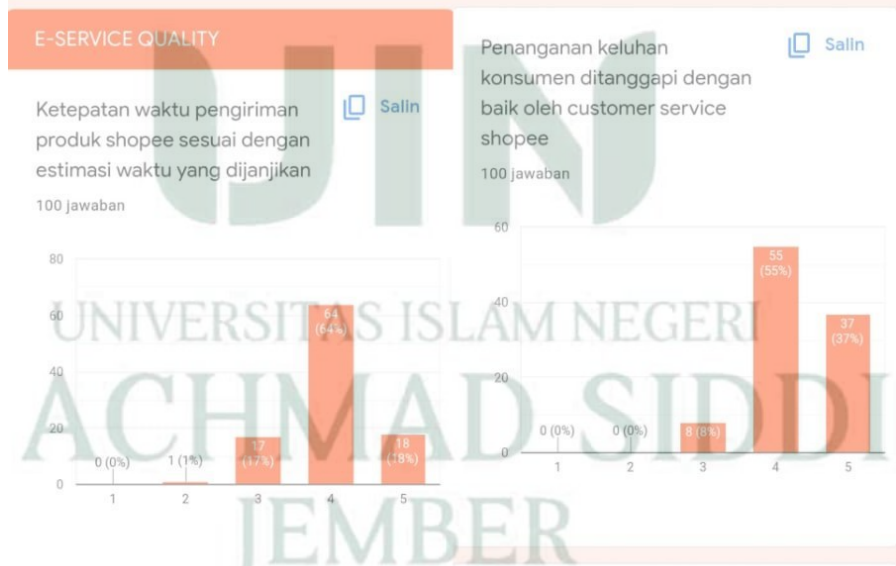 E-SERVICE QUALITY
Ketepatan waktu pengiriman
produk shopee sesuai dengan
estimasi waktu yang dijanjikan
Salin
100 jawaban
80
60
40
20
0
0 (0%)
1 (1%)
17
(17%)
64
(64%)
18
(18%)
1
2
3
4
5
Penanganan keluhan
konsumen ditanggapi dengan
baik oleh customer service
shopee
Salin
100 jawaban
60
40
20
0
0 (0%)
0 (0%)
8 (8%)
55
(55%)
37
(37%)
1
2
3
4
5
UIN
UNIVERSITAS ISLAM NEGERI
ACHMAD SIDDI
JEMBER